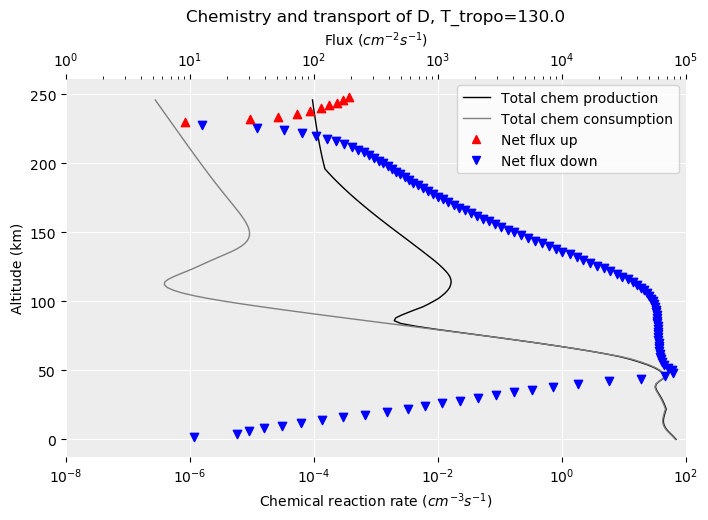 Chemistry and transport of D, T_tropo=130.0
Flux (cm⁻²s⁻¹)
10⁰ 10¹ 10² 10³ 10⁴ 10⁵
Total chem production
Total chem consumption
Net flux up
Net flux down
Altitude (km)
250
200
150
100
50
0
10⁻⁸ 10⁻⁶ 10⁻⁴ 10⁻² 10⁰ 10²
Chemical reaction rate (cm⁻³s⁻¹)